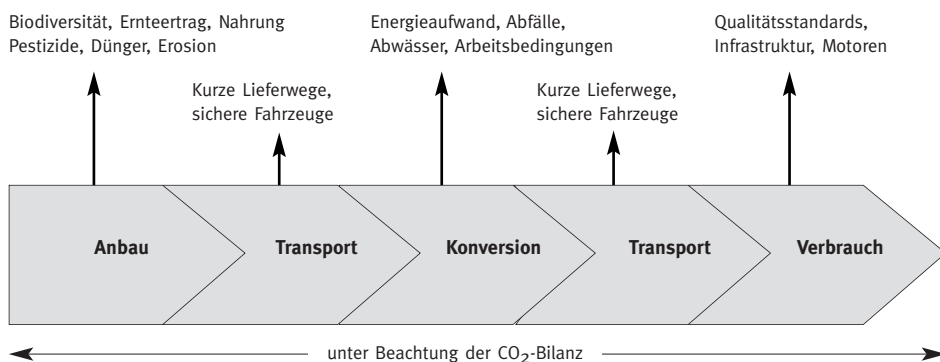 Biodiversität, Ernteertrag, Nahrung
Pestizide, Dünger, Erosion
Kurze Lieferwege,
sichere Fahrzeuge
Energieaufwand, Abfälle,
Abwässer, Arbeitsbedingungen
Kurze Lieferwege,
sichere Fahrzeuge
Qualitätsstandards,
Infrastruktur, Motoren
Anbau
Transport
Konversion
Transport
Verbrauch
unter Beachtung der CO₂-Bilanz